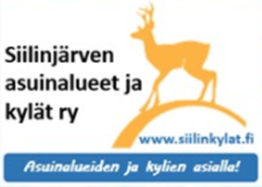 Siilinjärven
asuinalueet ja
kylät ry
www.siilinkylat.fi
Asuinalueiden ja kylien asialla!